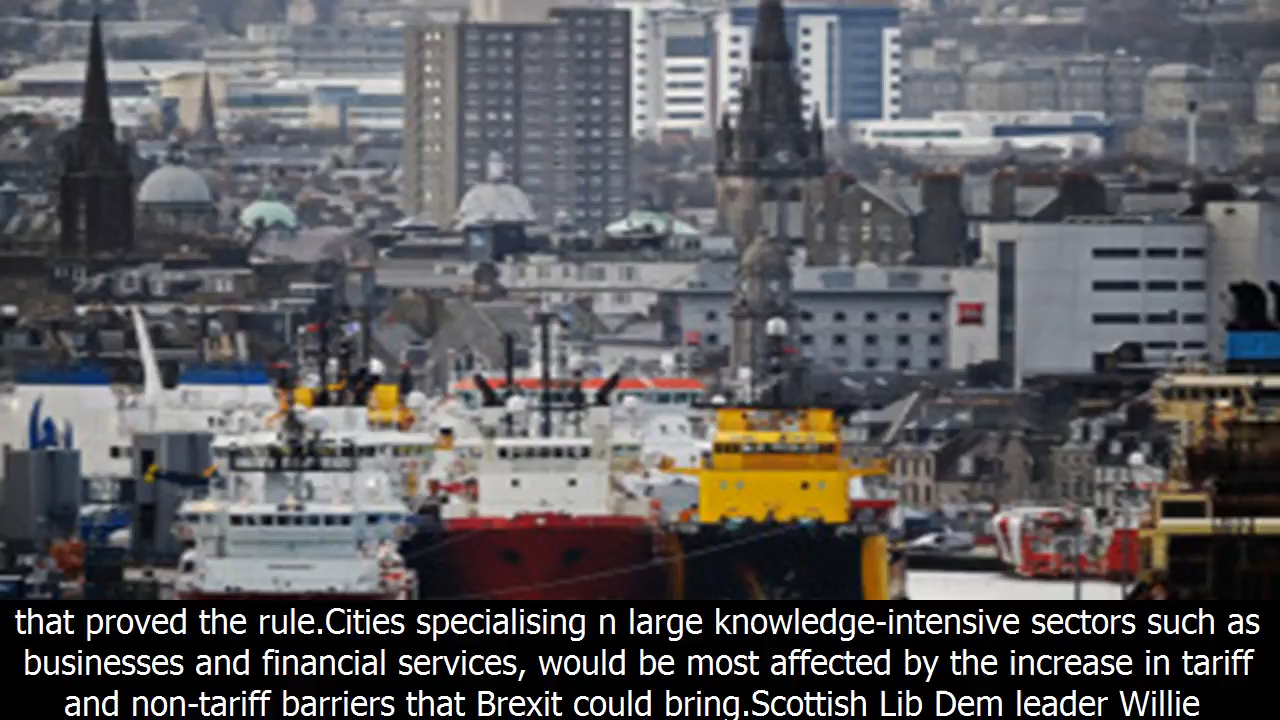 that proved the rule.Cities specialising n large knowledge-intensive sectors such as
businesses and financial services, would be most affected by the increase in tariff
and non-tariff barriers that Brexit could bring.Scottish Lib Dem leader Willie